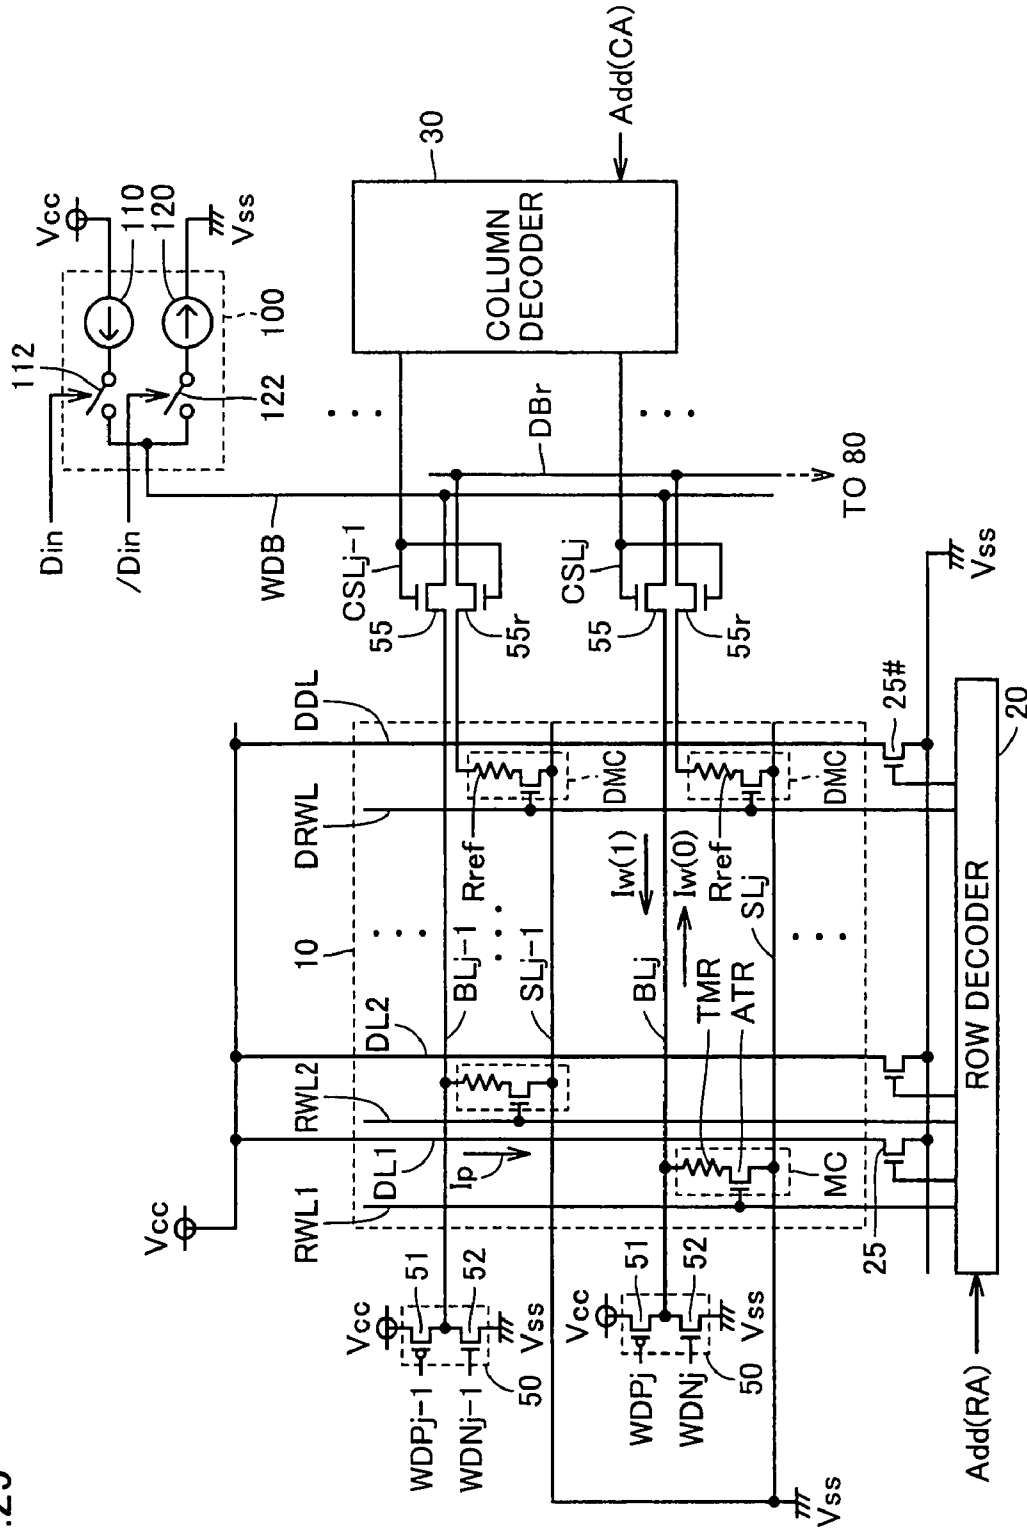 .25
Din
/Din
112
Vcc
110
120
Vss
100
122
WDB
CSLj-1
55
55r
CSLj
55
55r
DBr
TO 80
COLUMN
DECODER
30
Add(CA)
Vcc
RWL1
DL1
RWL2
DL2
10
DRWL
DDL
Ip
BLj-1
SLj-1
Rref
DMC
BLj
Iw(1)
Iw(0)
TMR
ATR
MC
Rref
SLj
DMC
Vcc
51
52
WDPj-1
WDNj-1
Vss
50
Vcc
51
52
WDPj
WDNj
Vss
50
Vss
25
25#
Vss
ROW DECODER
20
Add(RA)